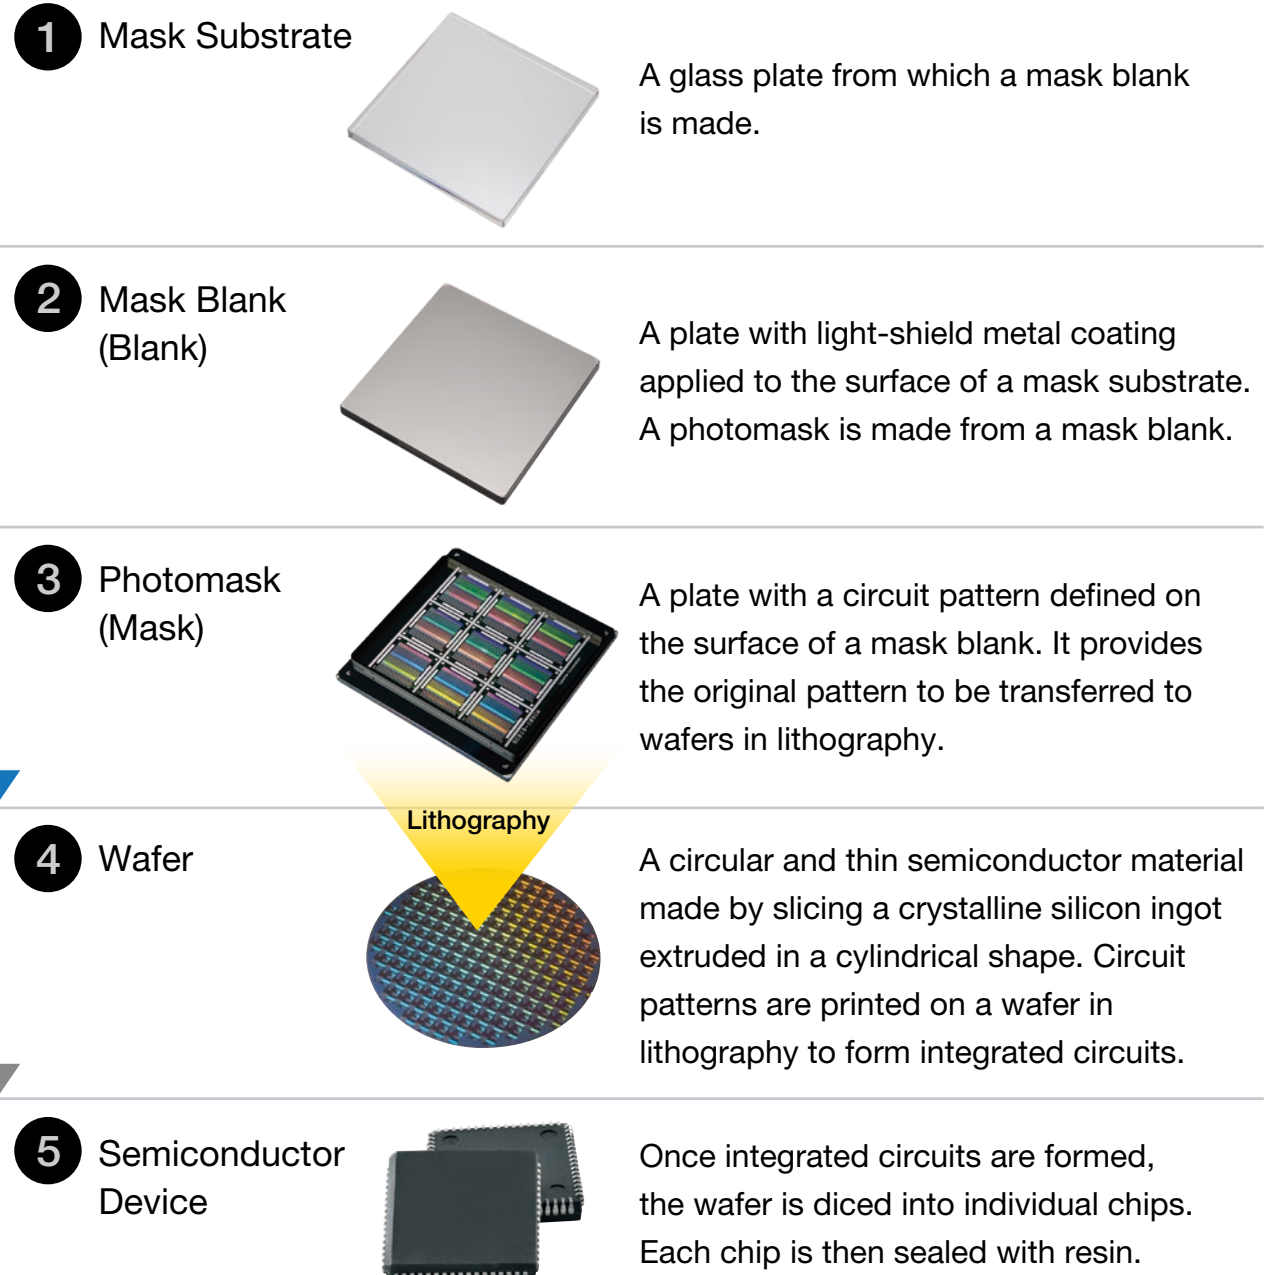 1 Mask Substrate
A glass plate from which a mask blank
is made.
2 Mask Blank
(Blank)
A plate with light-shield metal coating
applied to the surface of a mask substrate.
A photomask is made from a mask blank.
3 Photomask
(Mask)
A plate with a circuit pattern defined on
the surface of a mask blank. It provides
the original pattern to be transferred to
wafers in lithography.
Lithography
4 Wafer
A circular and thin semiconductor material
made by slicing a crystalline silicon ingot
extruded in a cylindrical shape. Circuit
patterns are printed on a wafer in
lithography to form integrated circuits.
5 Semiconductor
Device
Once integrated circuits are formed,
the wafer is diced into individual chips.
Each chip is then sealed with resin.